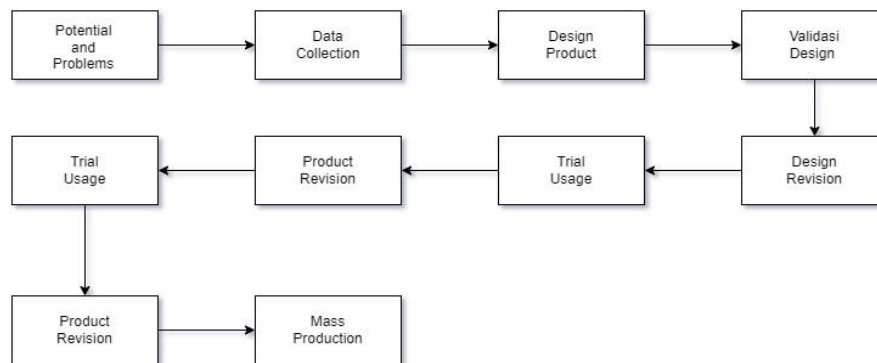 Potential
and
Problems
Data
Collection
Design
Product
Validasi
Design
Design
Revision
Trial
Usage
Product
Revision
Trial
Usage
Product
Revision
Mass
Production